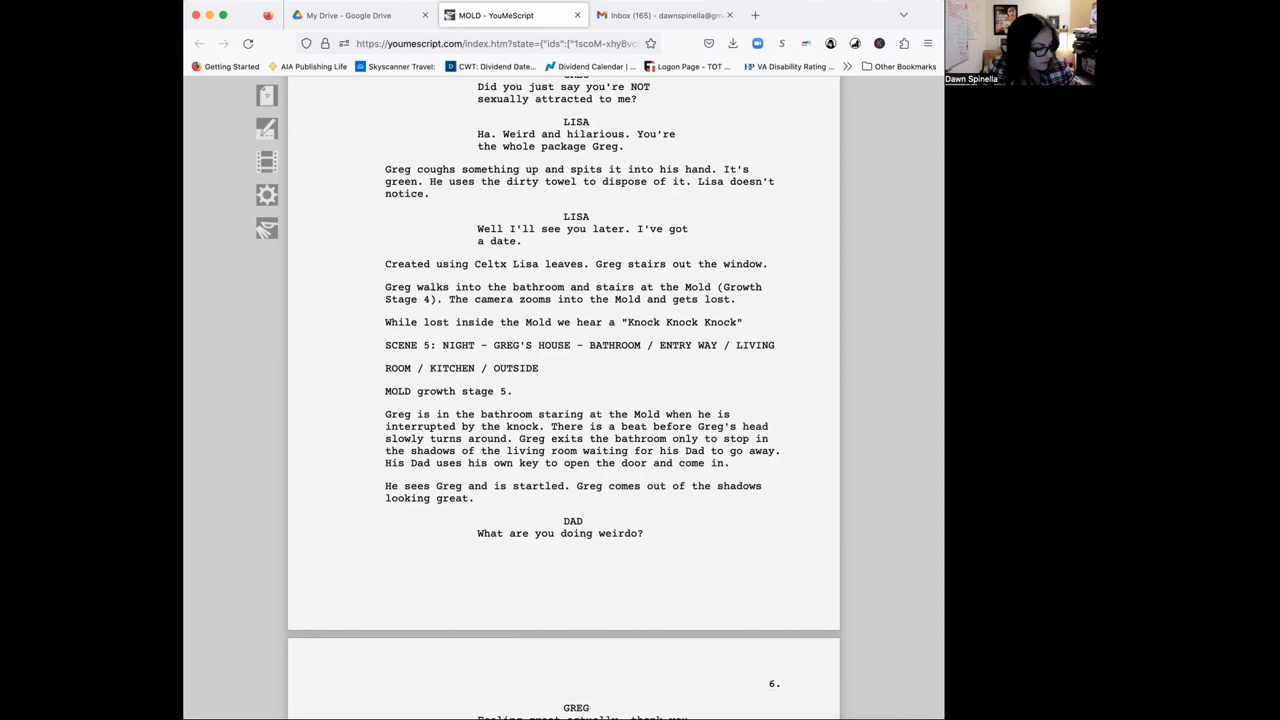 My Drive - Google Drive
MOLD - YouMeScript
Inbox (165) - dawnspinella@gm
https://youmescript.com/index.htm?state={"ids":["1scoM-xhy8v
Getting Started
AIA Publishing Life
Skyscanner Travel:
CWT: Dividend Date...
Dividend Calendar | ...
Logon Page - TOT ...
VA Disability Rating ...
Other Bookmarks
Dawn Spinella
GREG
Did you just say you're NOT
sexually attracted to me?
LISA
Ha. Weird and hilarious. You're
the whole package Greg.
Greg coughs something up and spits it into his hand. It's
green. He uses the dirty towel to dispose of it. Lisa doesn't
notice.
LISA
Well I'll see you later. I've got
a date.
Created using Celtx Lisa leaves. Greg stairs out the window.
Greg walks into the bathroom and stairs at the Mold (Growth
Stage 4). The camera zooms into the Mold and gets lost.
While lost inside the Mold we hear a "Knock Knock Knock"
SCENE 5: NIGHT - GREG'S HOUSE - BATHROOM / ENTRY WAY / LIVING
ROOM / KITCHEN / OUTSIDE
MOLD growth stage 5.
Greg is in the bathroom staring at the Mold when he is
interrupted by the knock. There is a beat before Greg's head
slowly turns around. Greg exits the bathroom only to stop in
the shadows of the living room waiting for his Dad to go away.
His Dad uses his own key to open the door and come in.
He sees Greg and is startled. Greg comes out of the shadows
looking great.
DAD
What are you doing weirdo?
6.
GREG
Feeling great actually, thank you